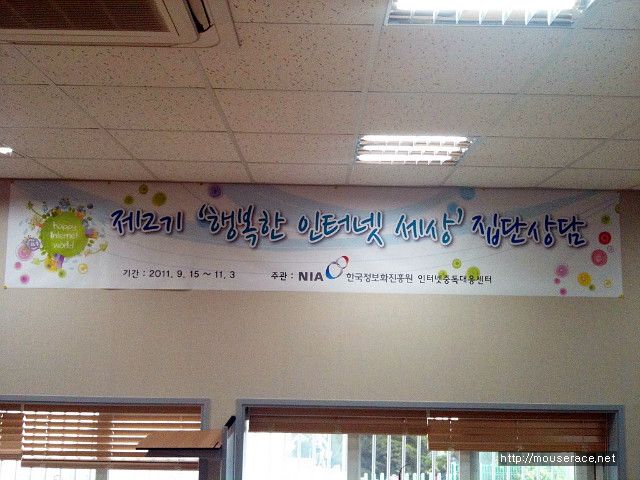 제2기 '행복한 인터넷 세상' 집단상담
happy
Internet
world
기간 : 2011. 9. 15 ~ 11. 3
주관 : NIA 한국정보화진흥원 인터넷중독대응센터
http://mouserace.net